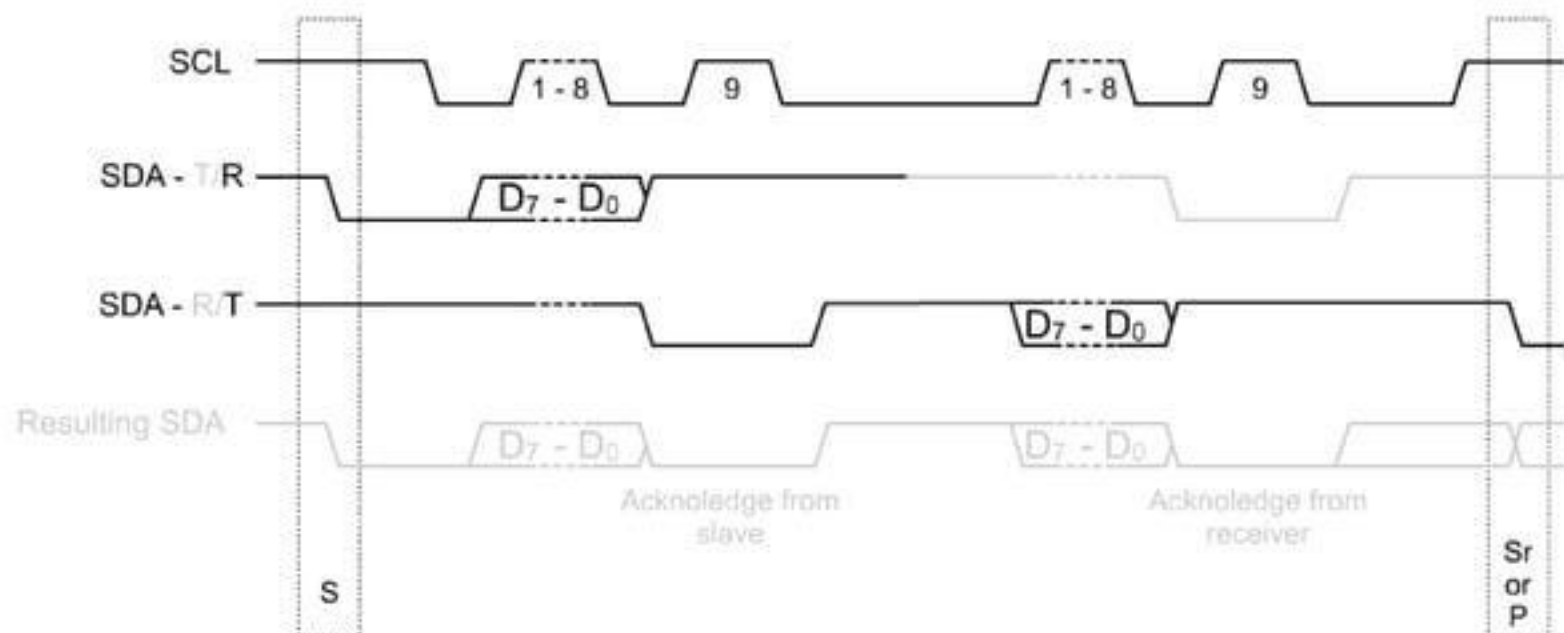 SCL
1 - 8
9
1 - 8
9
SDA - T/R
D₇ - D₀
SDA - R/T
D₇ - D₀
Resulting SDA
D₇ - D₀
D₇ - D₀
Acknoledge from
slave
Acknoledge from
receiver
S
Sr
or
P